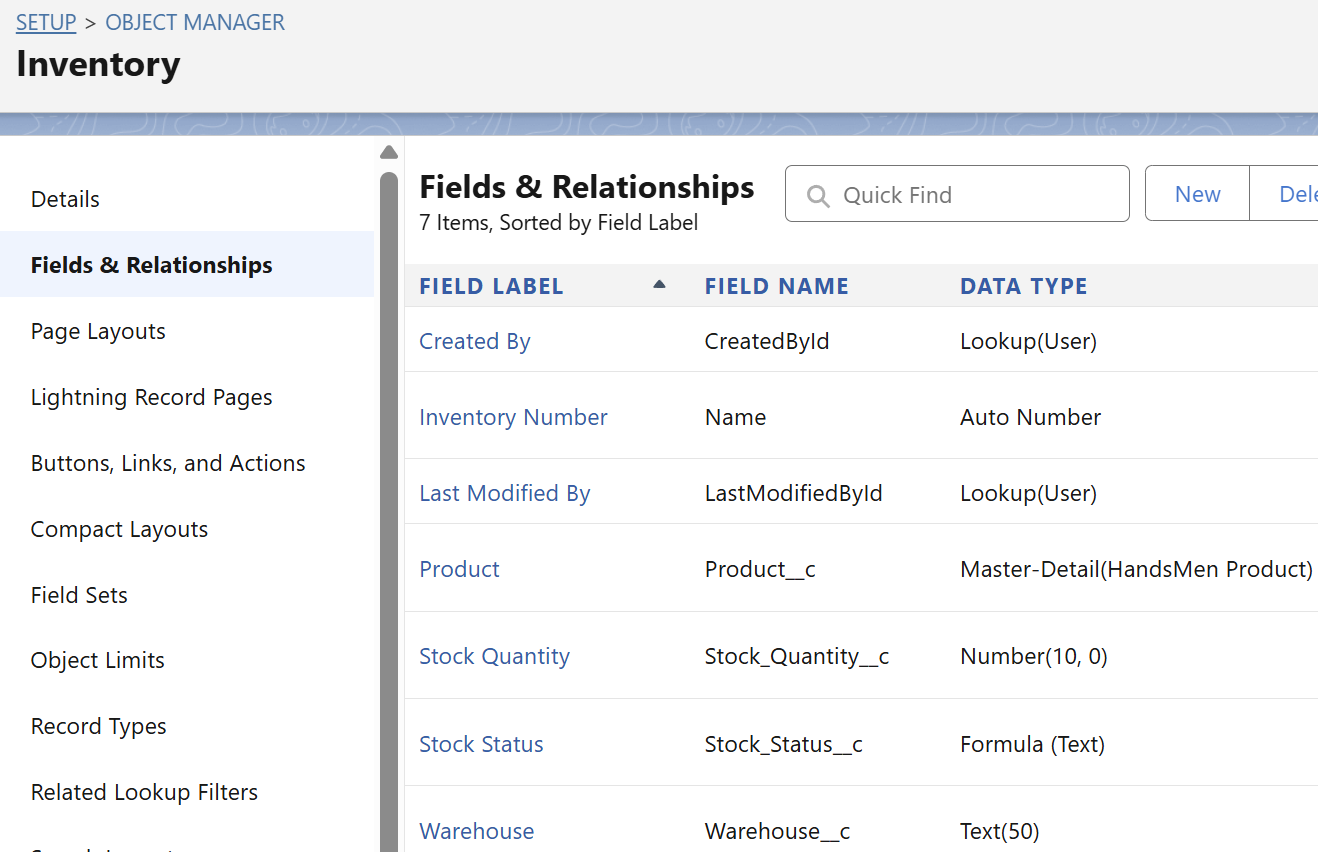 SETUP > OBJECT MANAGER
Inventory
Details
Fields & Relationships
Page Layouts
Lightning Record Pages
Buttons, Links, and Actions
Compact Layouts
Field Sets
Object Limits
Record Types
Related Lookup Filters
Fields & Relationships
7 Items, Sorted by Field Label
Quick Find
New
FIELD LABEL FIELD NAME DATA TYPE
Created By CreatedById Lookup(User)
Inventory Number Name Auto Number
Last Modified By LastModifiedById Lookup(User)
Product Product__c Master-Detail(HandsMen Product)
Stock Quantity Stock_Quantity__c Number(10, 0)
Stock Status Stock_Status__c Formula (Text)
Warehouse Warehouse__c Text(50)